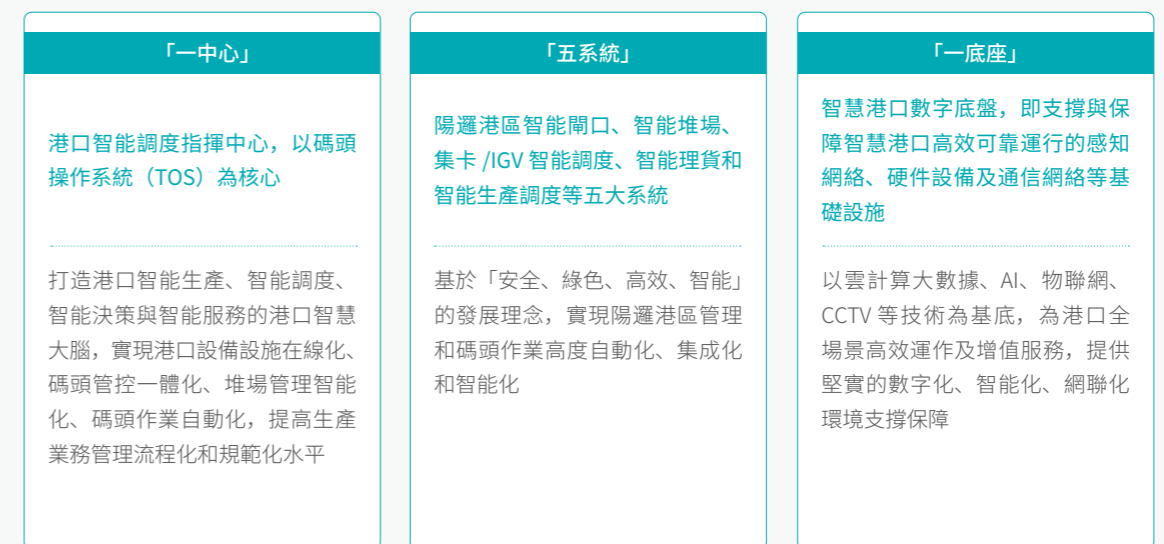 「一中心」
港口智能調度指揮中心，以碼頭
操作系統（TOS）為核心
打造港口智能生產、智能調度、
智能決策與智能服務的港口智慧
大腦，實現港口設備設施在線化、
碼頭管控一體化、堆場管理智能
化、碼頭作業自動化，提高生產
業務管理流程化和規範化水平
「五系統」
陽邏港區智能閘口、智能堆場、
集卡 /IGV 智能調度、智能理貨和
智能生產調度等五大系統
基於「安全、綠色、高效、智能」
的發展理念，實現陽邏港區管理
和碼頭作業高度自動化、集成化
和智能化
「一底座」
智慧港口數字底盤，即支撐與保
障智慧港口高效可靠運行的感知
網絡、硬件設備及通信網絡等基
礎設施
以雲計算大數據、AI、物聯網、
CCTV 等技術為基底，為港口全
場景高效運作及增值服務，提供
堅實的數字化、智能化、網聯化
環境支撐保障